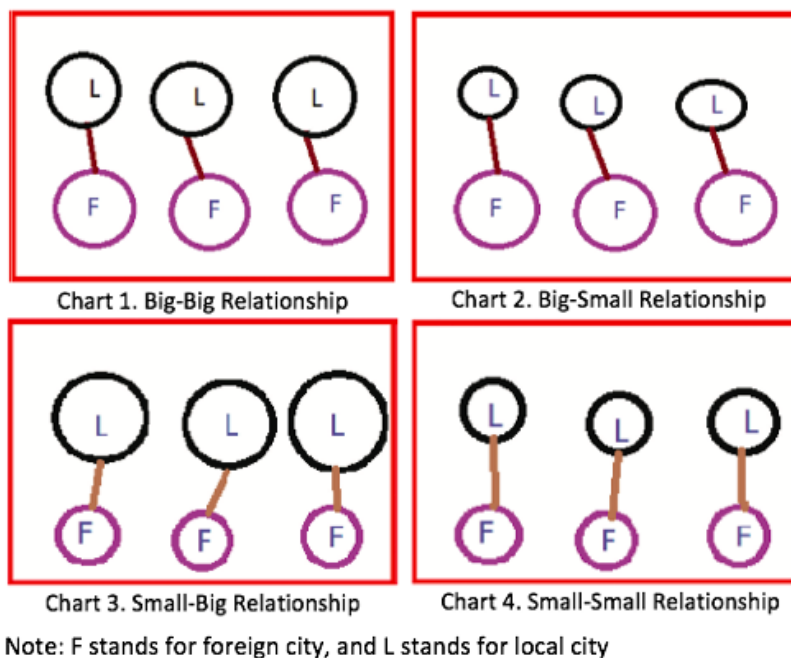 L L L
F F F
Chart 1. Big-Big Relationship
L L L
F F F
Chart 2. Big-Small Relationship
L L L
F F F
Chart 3. Small-Big Relationship
L L L
F F F
Chart 4. Small-Small Relationship
Note: F stands for foreign city, and L stands for local city